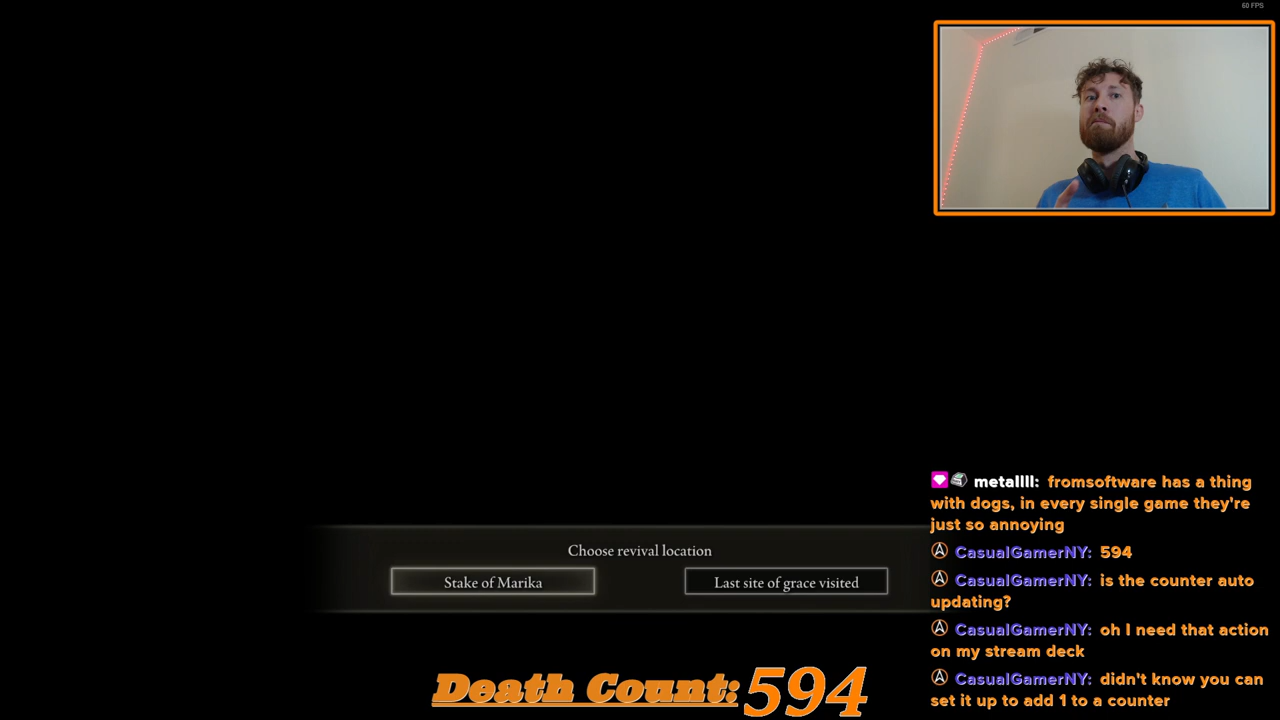 60 FPS
metallll: fromsoftware has a thing
with dogs, in every single game they're
just so annoying
CasualGamerNY: 594
CasualGamerNY: is the counter auto
updating?
CasualGamerNY: oh I need that action
on my stream deck
CasualGamerNY: didn't know you can
set it up to add 1 to a counter
Choose revival location
Stake of Marika
Last site of grace visited
Death Count: 594